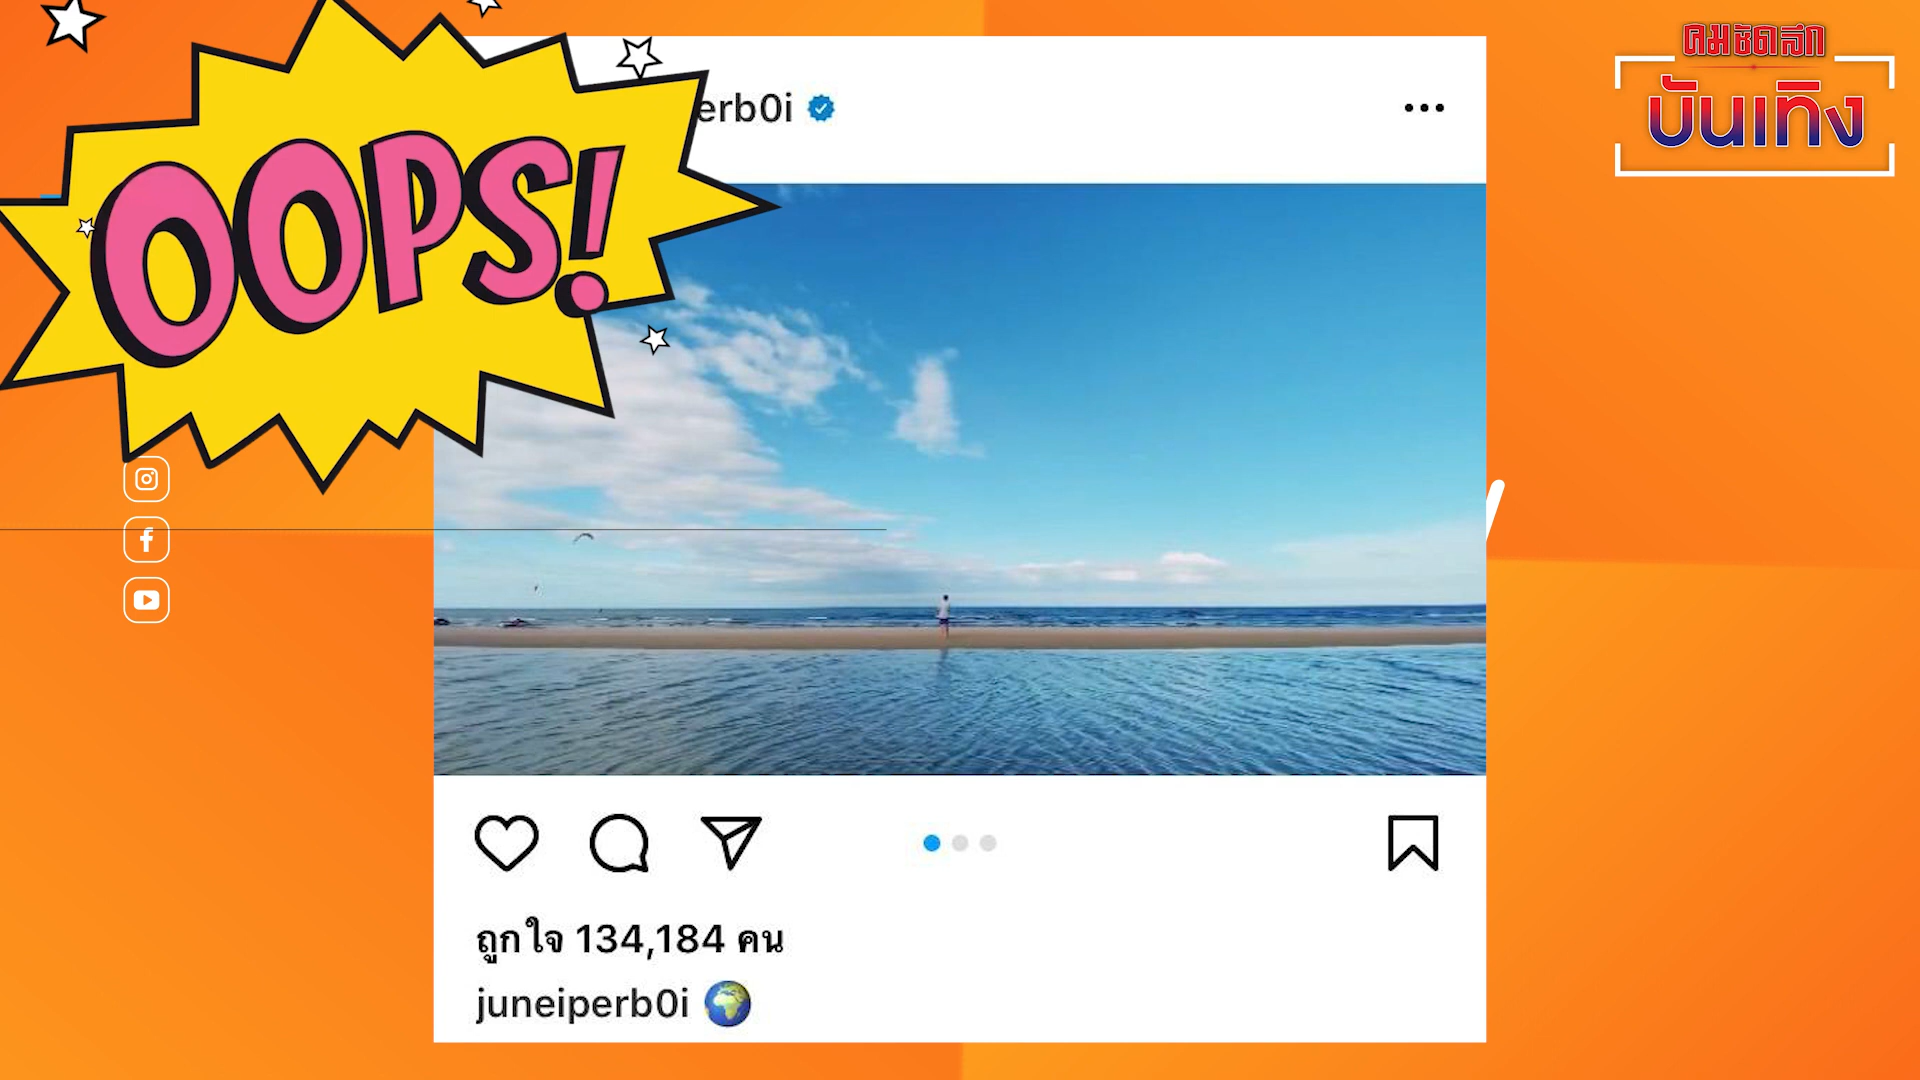 OOPS!
erb0i
คมชัดลึก
บันเทิง
ถูกใจ 134,184 คน
juneiperb0i